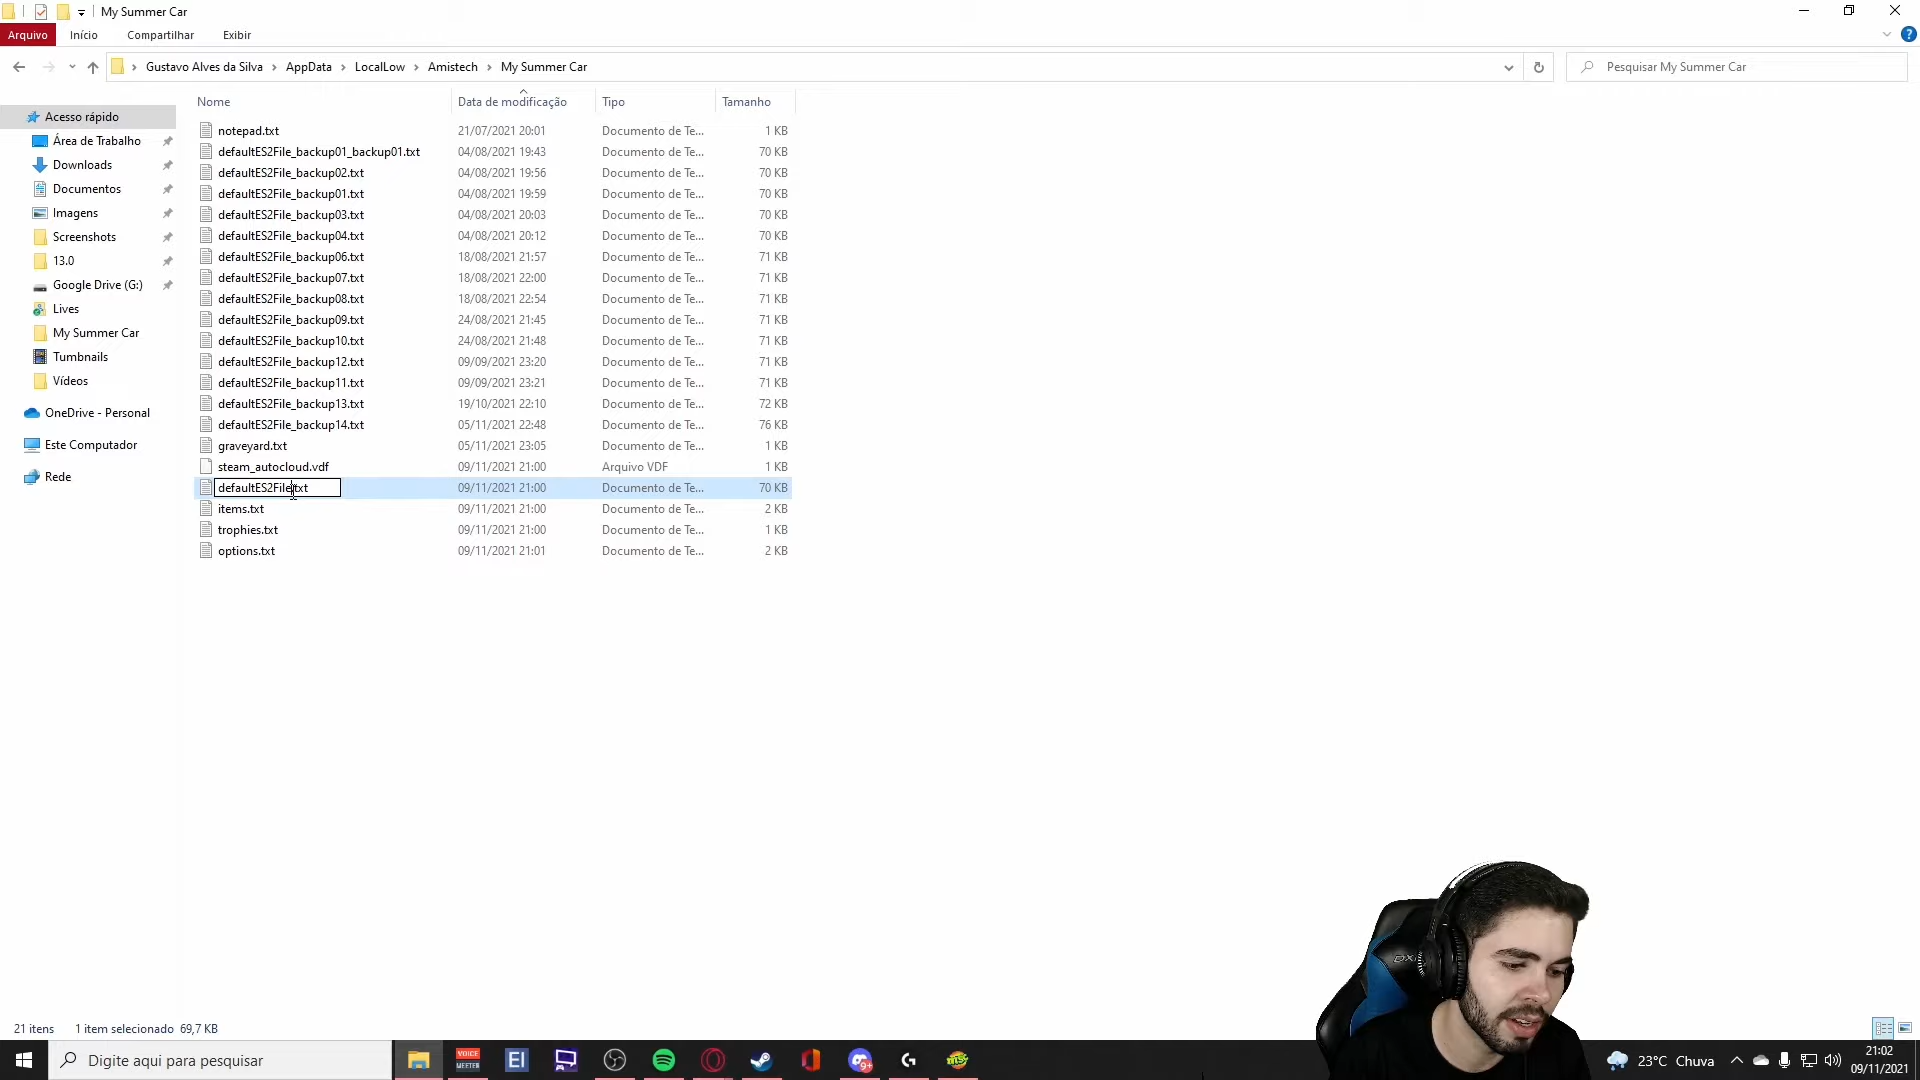 My Summer Car
Arquivo Início Compartilhar Exibir
Gustavo Alves da Silva > AppData > LocalLow > Amistech > My Summer Car
Pesquisar My Summer Car
Nome Data de modificação Tipo Tamanho
notepad.txt 21/07/2021 20:01 Documento de Te... 1 KB
defaultES2File_backup01_backup01.txt 04/08/2021 19:43 Documento de Te... 70 KB
defaultES2File_backup02.txt 04/08/2021 19:56 Documento de Te... 70 KB
defaultES2File_backup01.txt 04/08/2021 19:59 Documento de Te... 70 KB
defaultES2File_backup03.txt 04/08/2021 20:03 Documento de Te... 70 KB
defaultES2File_backup04.txt 04/08/2021 20:12 Documento de Te... 70 KB
defaultES2File_backup06.txt 18/08/2021 21:57 Documento de Te... 71 KB
defaultES2File_backup07.txt 18/08/2021 22:00 Documento de Te... 71 KB
defaultES2File_backup08.txt 18/08/2021 22:54 Documento de Te... 71 KB
defaultES2File_backup09.txt 24/08/2021 21:45 Documento de Te... 71 KB
defaultES2File_backup10.txt 24/08/2021 21:48 Documento de Te... 71 KB
defaultES2File_backup12.txt 09/09/2021 23:20 Documento de Te... 71 KB
defaultES2File_backup11.txt 09/09/2021 23:21 Documento de Te... 71 KB
defaultES2File_backup13.txt 19/10/2021 22:10 Documento de Te... 72 KB
defaultES2File_backup14.txt 05/11/2021 22:48 Documento de Te... 76 KB
graveyard.txt 05/11/2021 23:05 Documento de Te... 1 KB
steam_autocloud.vdf 09/11/2021 21:00 Arquivo VDF 1 KB
defaultES2File.txt 09/11/2021 21:00 Documento de Te... 70 KB
items.txt 09/11/2021 21:00 Documento de Te... 2 KB
trophies.txt 09/11/2021 21:00 Documento de Te... 1 KB
options.txt 09/11/2021 21:01 Documento de Te... 2 KB
Acesso rápido
Área de Trabalho
Downloads
Documentos
Imagens
Screenshots
13.0
Google Drive (G:)
Lives
My Summer Car
Tumbnails
Vídeos
OneDrive - Personal
Este Computador
Rede
DX
21 itens 1 item selecionado 69,7 KB
Digite aqui para pesquisar
VOICE
MEETER
EI
9+
MSC
23°C Chuva
21:02
09/11/2021